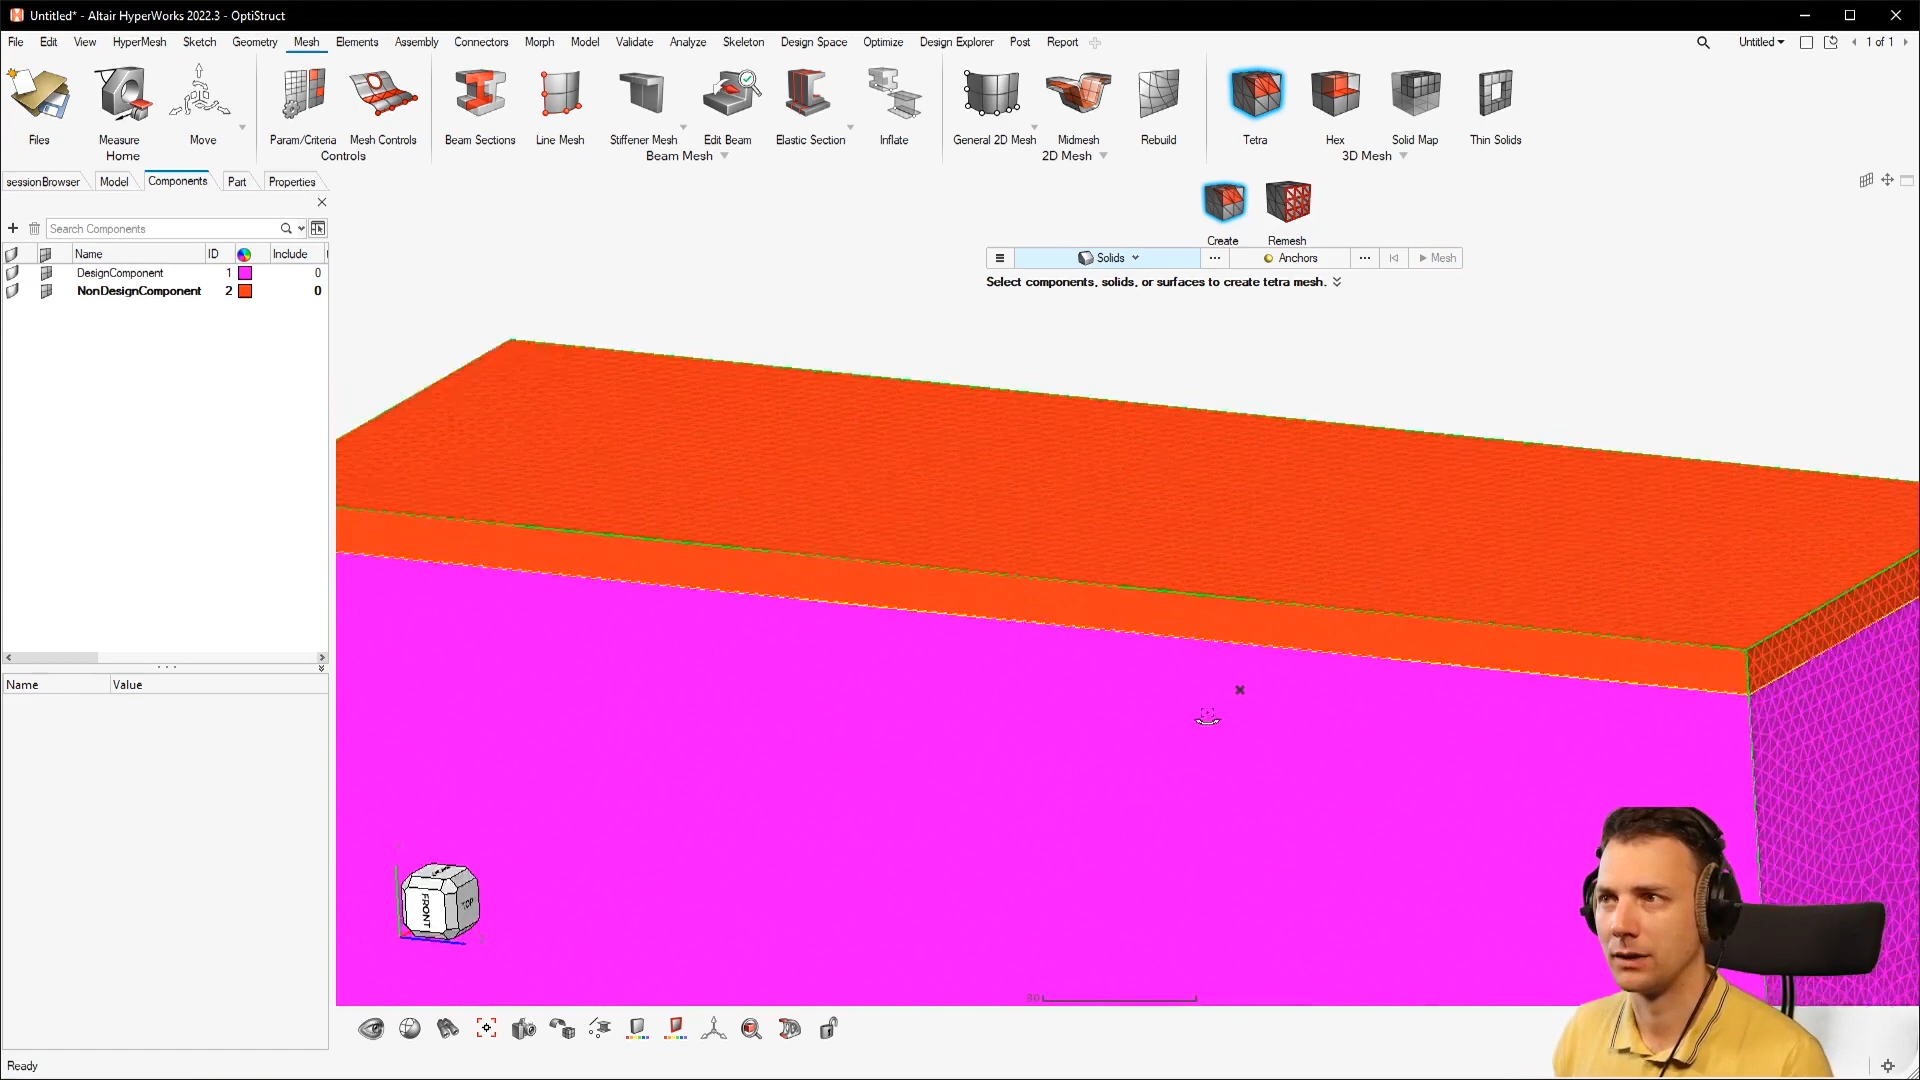 Untitled* - Altair HyperWorks 2022.3 - OptiStruct
File Edit View HyperMesh Sketch Geometry Mesh Elements Assembly Connectors Morph Model Validate Analyze Skeleton Design Space Optimize Design Explorer Post Report Untitled 1 of 1
Files Measure Move Param/Criteria Mesh Controls Beam Sections Line Mesh Stiffener Mesh Edit Beam Elastic Section Inflate General 2D Mesh Midmesh Rebuild Tetra Hex Solid Map Thin Solids
Home Controls Beam Mesh 2D Mesh 3D Mesh
sessionBrowser Model Components Part Properties
Search Components
Name ID Include
DesignComponent 1 0
NonDesignComponent 2 0
Create Remesh
Solids ... Anchors ... Mesh
Select components, solids, or surfaces to create tetra mesh.
Name Value
FRONT TOP
80
Ready